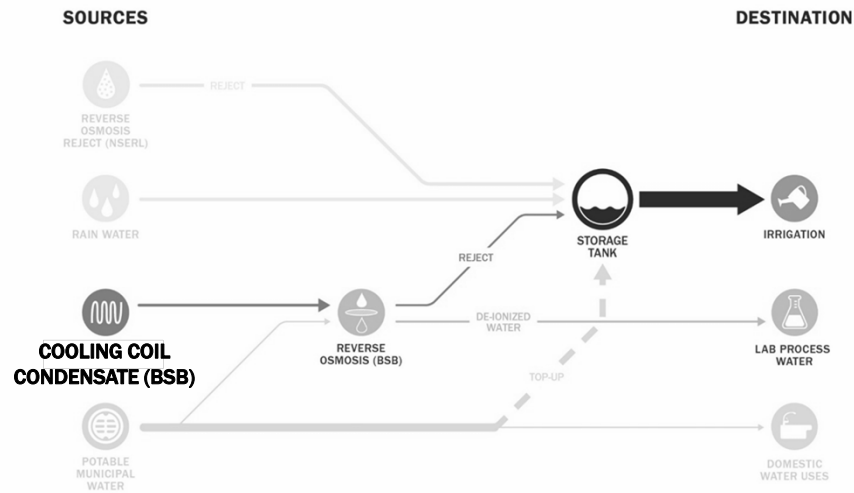 SOURCES
DESTINATION
REJECT
REVERSE
OSMOSIS
REJECT (NSERL)
RAIN WATER
STORAGE
TANK
IRRIGATION
REJECT
COOLING COIL
CONDENSATE (BSB)
REVERSE
OSMOSIS (BSB)
DE-IONIZED
WATER
LAB PROCESS
WATER
TOP-UP
POTABLE
MUNICIPAL
WATER
DOMESTIC
WATER USES